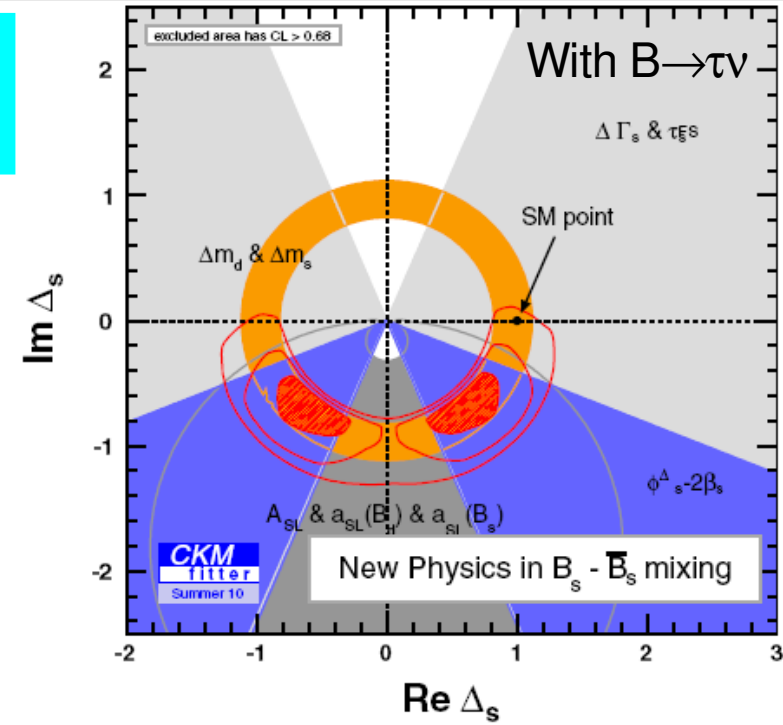 excluded area has CL > 0.68
With B→τν
Δ Γs & τ
SM point
Δmd & Δms
ϕΔs-2βs
ASL & aSL(Bd) & aSL(Bs)
CKM
fitter
Summer 10
New Physics in Bs - B̅s mixing
Im Δs
2
1
0
-1
-2
-2 -1 0 1 2 3
Re Δs